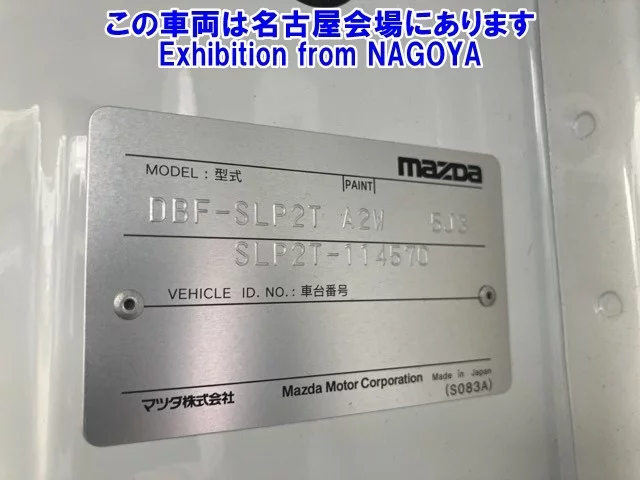 この車両は名古屋会場にあります
Exhibition from NAGOYA
mazda
MODEL : 型式
PAINT
DBF-SLP2T A2W 5J3
SLP2T-114570
VEHICLE ID. NO. : 車台番号
マツダ株式会社 Mazda Motor Corporation Made in Japan
(S083A)